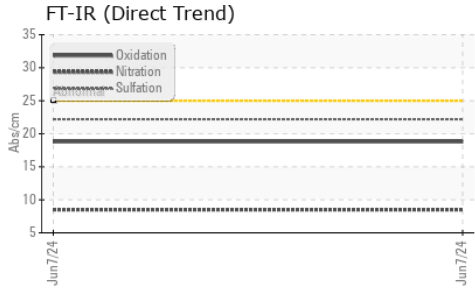 FT-IR (Direct Trend)
35
30
25
20
15
10
5
Abs/cm
Oxidation
Nitration
Sulfation
Abnormal
Jun7/24
Jun7/24